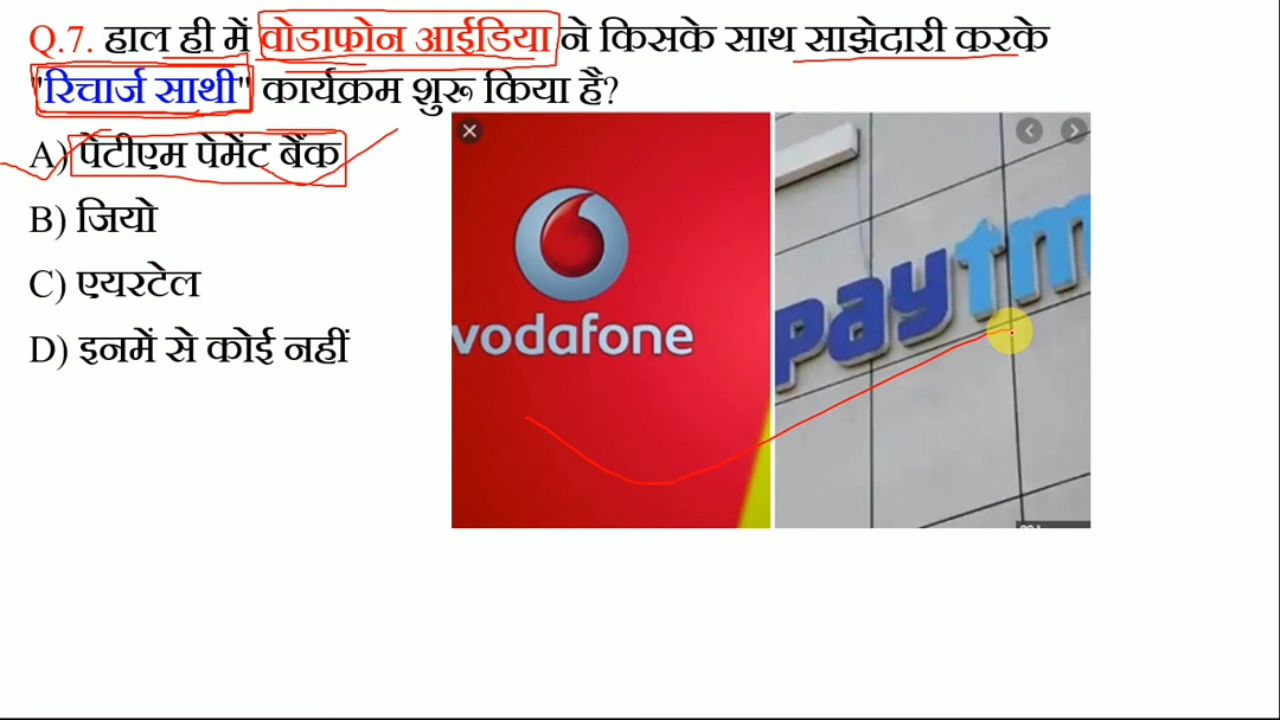 Q.7. हाल ही में वोडाफोन आईडिया ने किसके साथ साझेदारी करके
"रिचार्ज साथी" कार्यक्रम शुरू किया है?
A) पेटीएम पेमेंट बैंक
B) जियो
C) एयरटेल
D) इनमें से कोई नहीं
vodafone
paytm